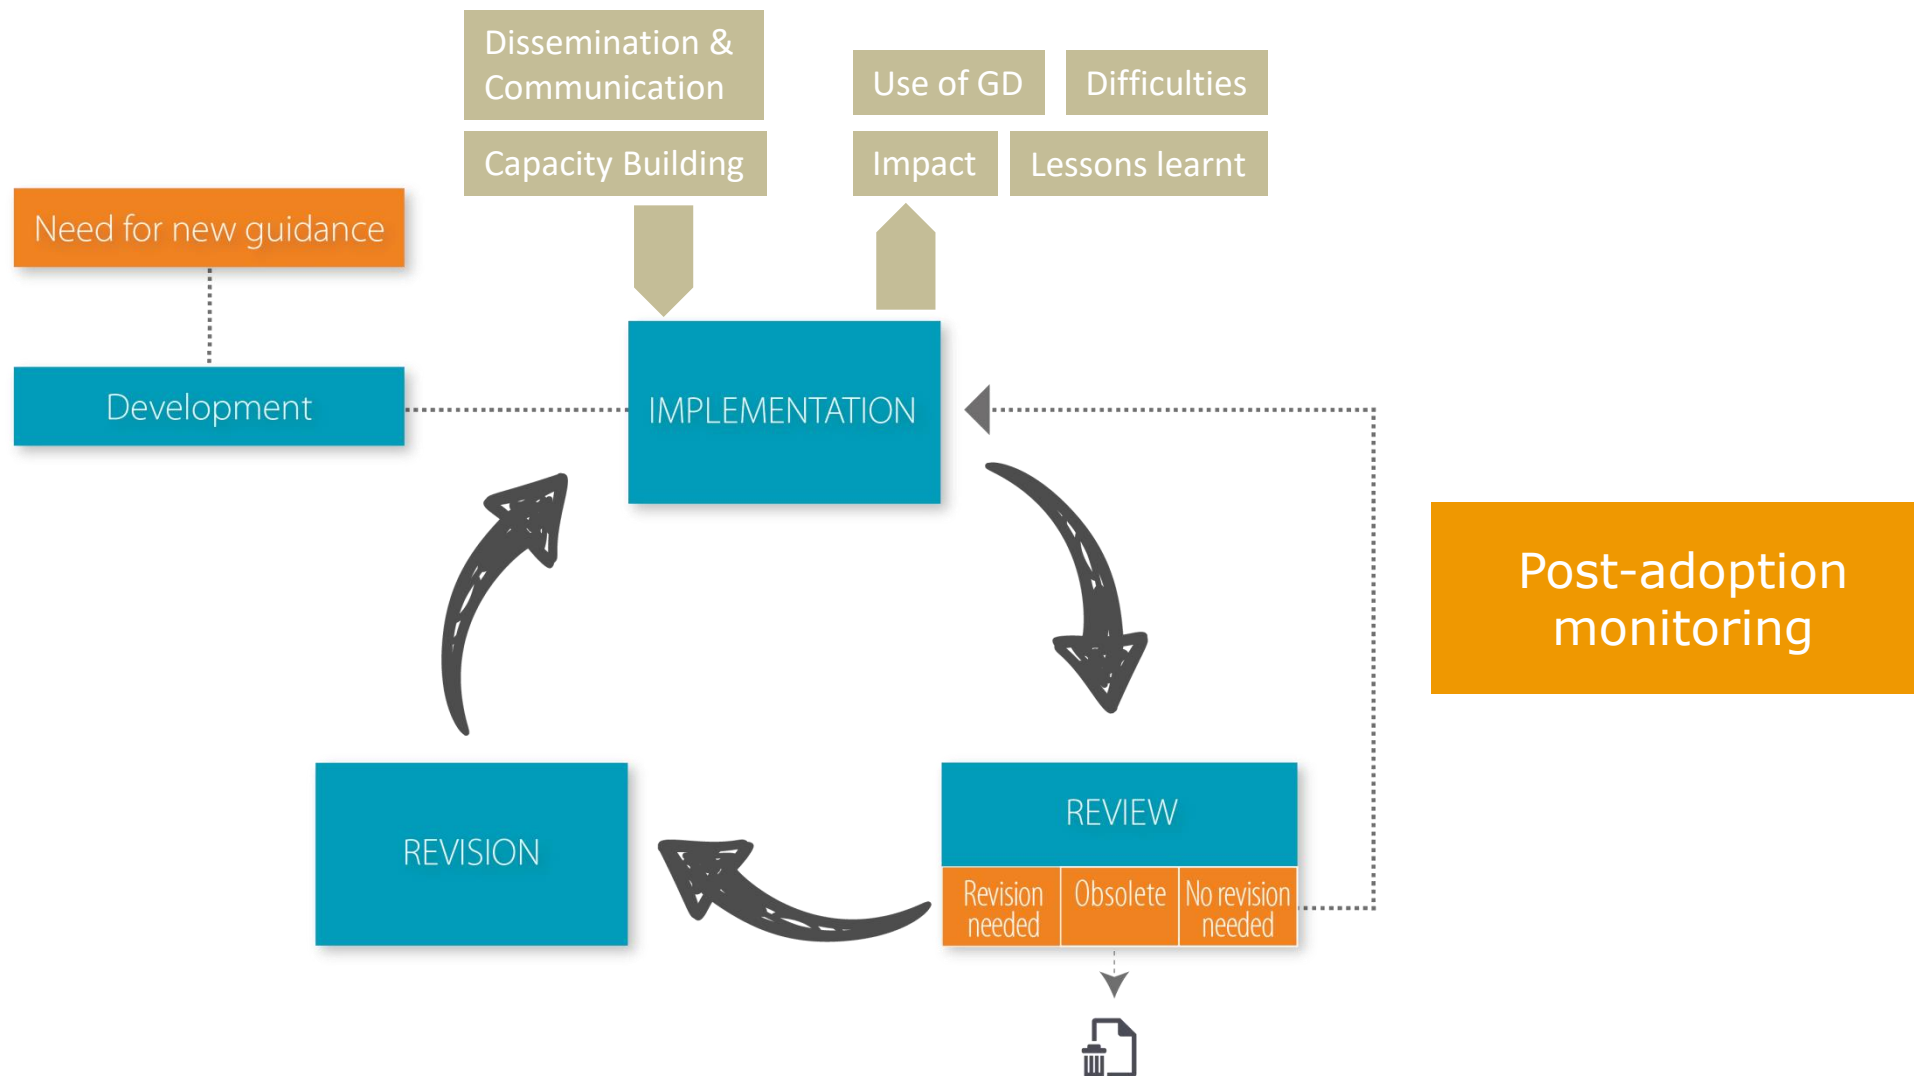 Dissemination &
Communication
Use of GD
Difficulties
Capacity Building
Impact
Lessons learnt
Need for new guidance
Development
IMPLEMENTATION
Post-adoption
monitoring
REVISION
REVIEW
Revision
needed
Obsolete
No revision
needed